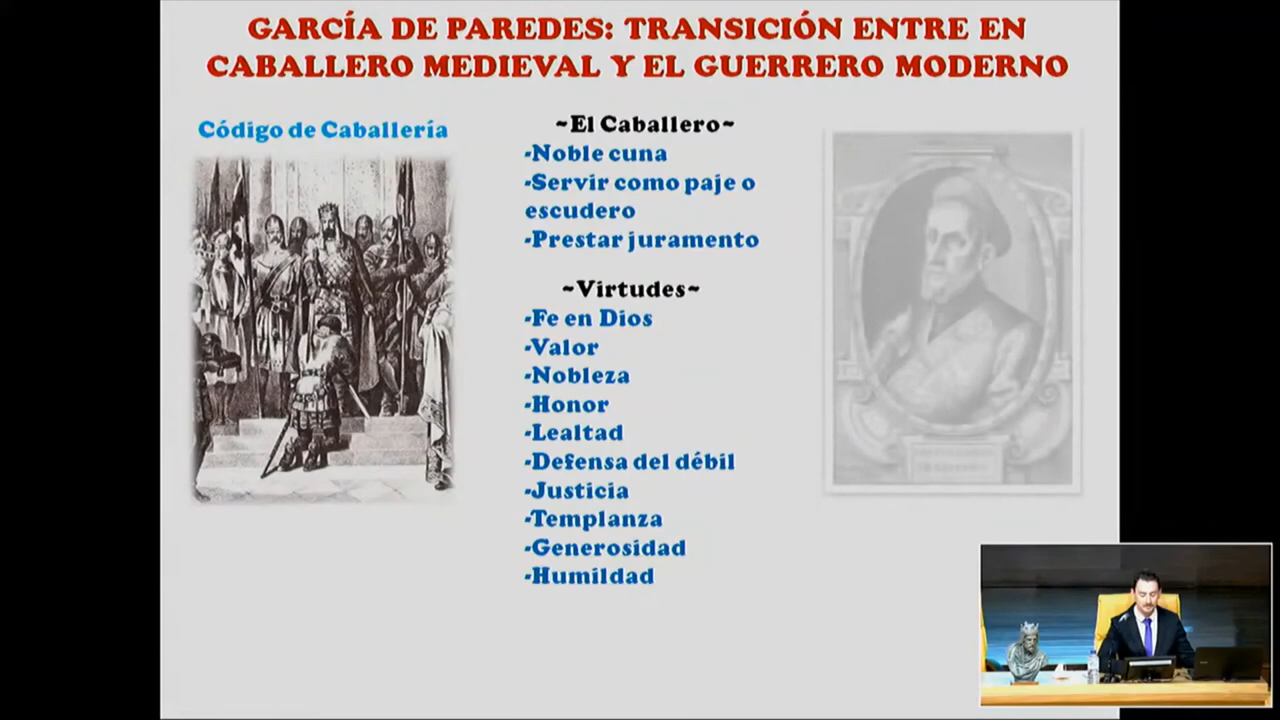 GARCÍA DE PAREDES: TRANSICIÓN ENTRE EN
CABALLERO MEDIEVAL Y EL GUERRERO MODERNO
Código de Caballería
~El Caballero~
-Noble cuna
-Servir como paje o
escudero
-Prestar juramento
~Virtudes~
-Fe en Dios
-Valor
-Nobleza
-Honor
-Lealtad
-Defensa del débil
-Justicia
-Templanza
-Generosidad
-Humildad